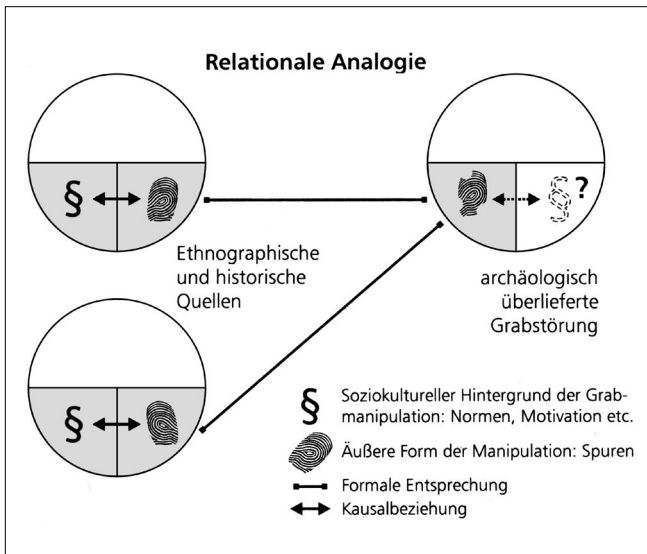 Relationale Analogie
§
§
§ ?
Ethnographische
und historische
Quellen
archäologisch
überlieferte
Grabstörung
§
§ Soziokultureller Hintergrund der Grab-
manipulation: Normen, Motivation etc.
Äußere Form der Manipulation: Spuren
Formale Entsprechung
Kausalbeziehung